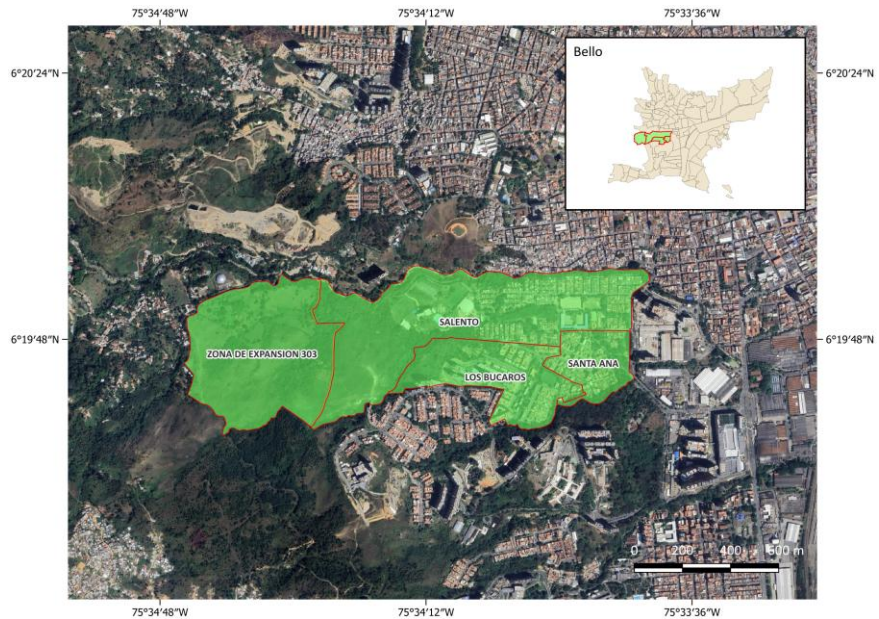 75°34'48"W 75°34'12"W 75°33'36"W
6°20'24"N 6°20'24"N
Bello
6°19'48"N 6°19'48"N
SALENTO
ZONA DE EXPANSION 303
SANTA ANA
LOS BUCAROS
0 200 400 600 m
75°34'48"W 75°34'12"W 75°33'36"W